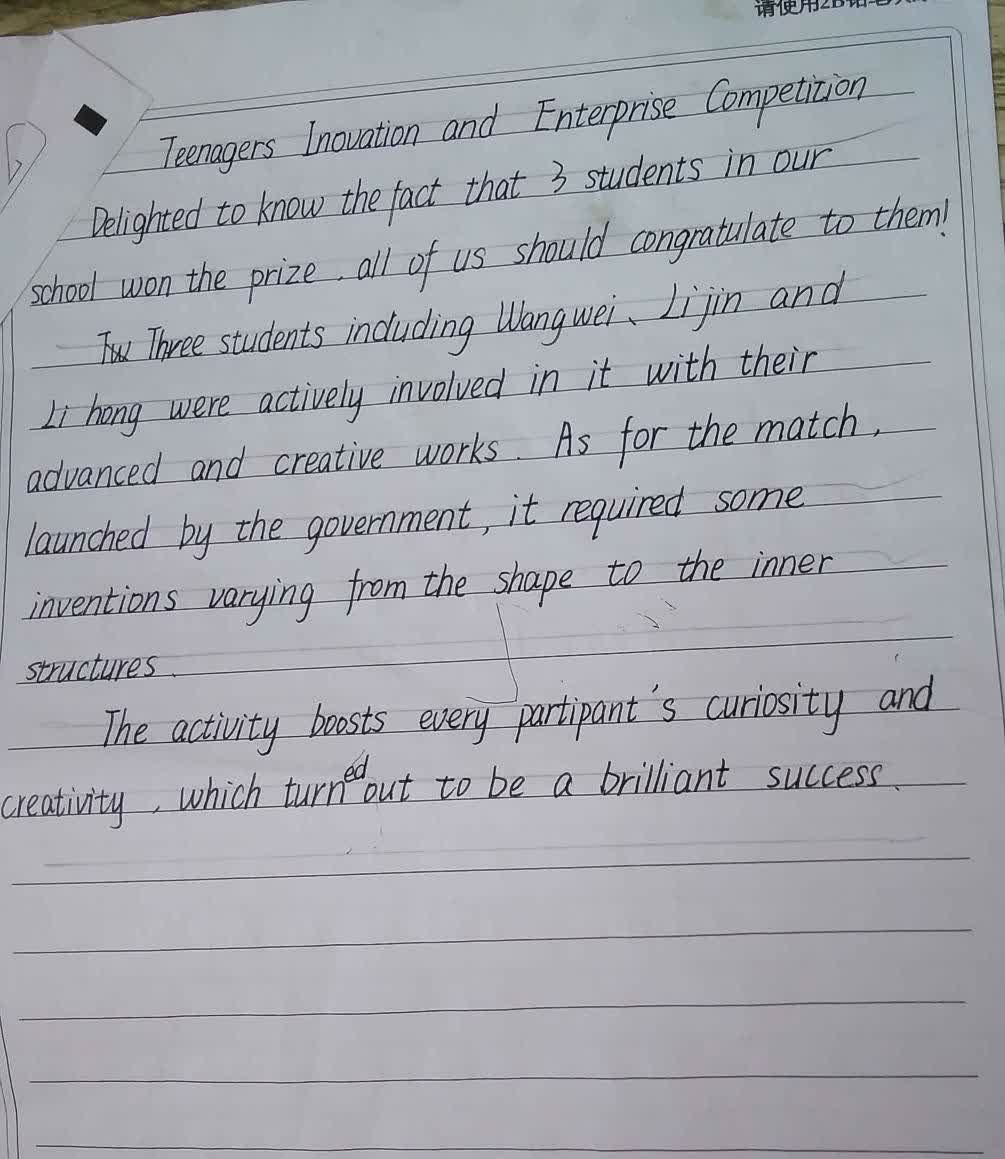 请使用2B铅笔
Teenagers Inovation and Enterprise Competition
Delighted to know the fact that 3 students in our
school won the prize, all of us should congratulate to them!
Three students including Wangwei、Lijin and
Li hong were actively involved in it with their
advanced and creative works. As for the match,
launched by the government, it required some
inventions varying from the shape to the inner
structures.
The activity boosts every partipant's curiosity and
creativity, which turned out to be a brilliant success.